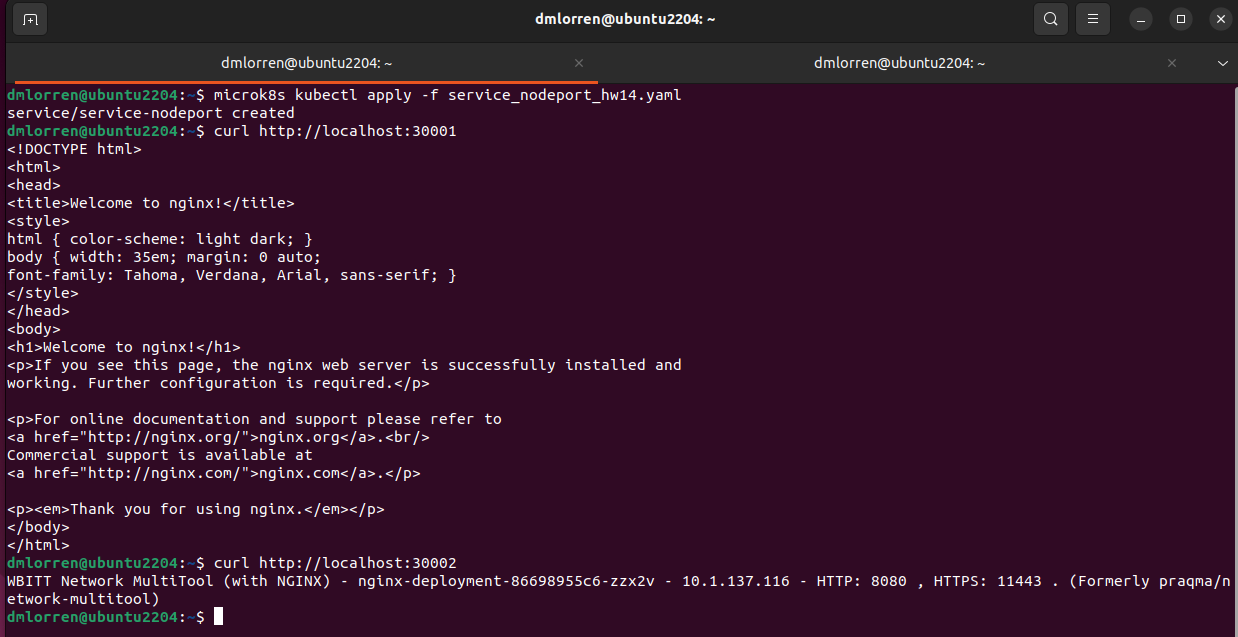 dmlorren@ubuntu2204: ~
dmlorren@ubuntu2204: ~
dmlorren@ubuntu2204: ~
dmlorren@ubuntu2204:~$ microk8s kubectl apply -f service_nodeport_hw14.yaml
service/service-nodeport created
dmlorren@ubuntu2204:~$ curl http://localhost:30001
<!DOCTYPE html>
<html>
<head>
<title>Welcome to nginx!</title>
<style>
html { color-scheme: light dark; }
body { width: 35em; margin: 0 auto;
font-family: Tahoma, Verdana, Arial, sans-serif; }
</style>
</head>
<body>
<h1>Welcome to nginx!</h1>
<p>If you see this page, the nginx web server is successfully installed and
working. Further configuration is required.</p>
<p>For online documentation and support please refer to
<a href="http://nginx.org/">nginx.org</a>.<br/>
Commercial support is available at
<a href="http://nginx.com/">nginx.com</a>.</p>
<p><em>Thank you for using nginx.</em></p>
</body>
</html>
dmlorren@ubuntu2204:~$ curl http://localhost:30002
WBITT Network MultiTool (with NGINX) - nginx-deployment-86698955c6-zzx2v - 10.1.137.116 - HTTP: 8080 , HTTPS: 11443 . (Formerly praqma/n
etwork-multitool)
dmlorren@ubuntu2204:~$